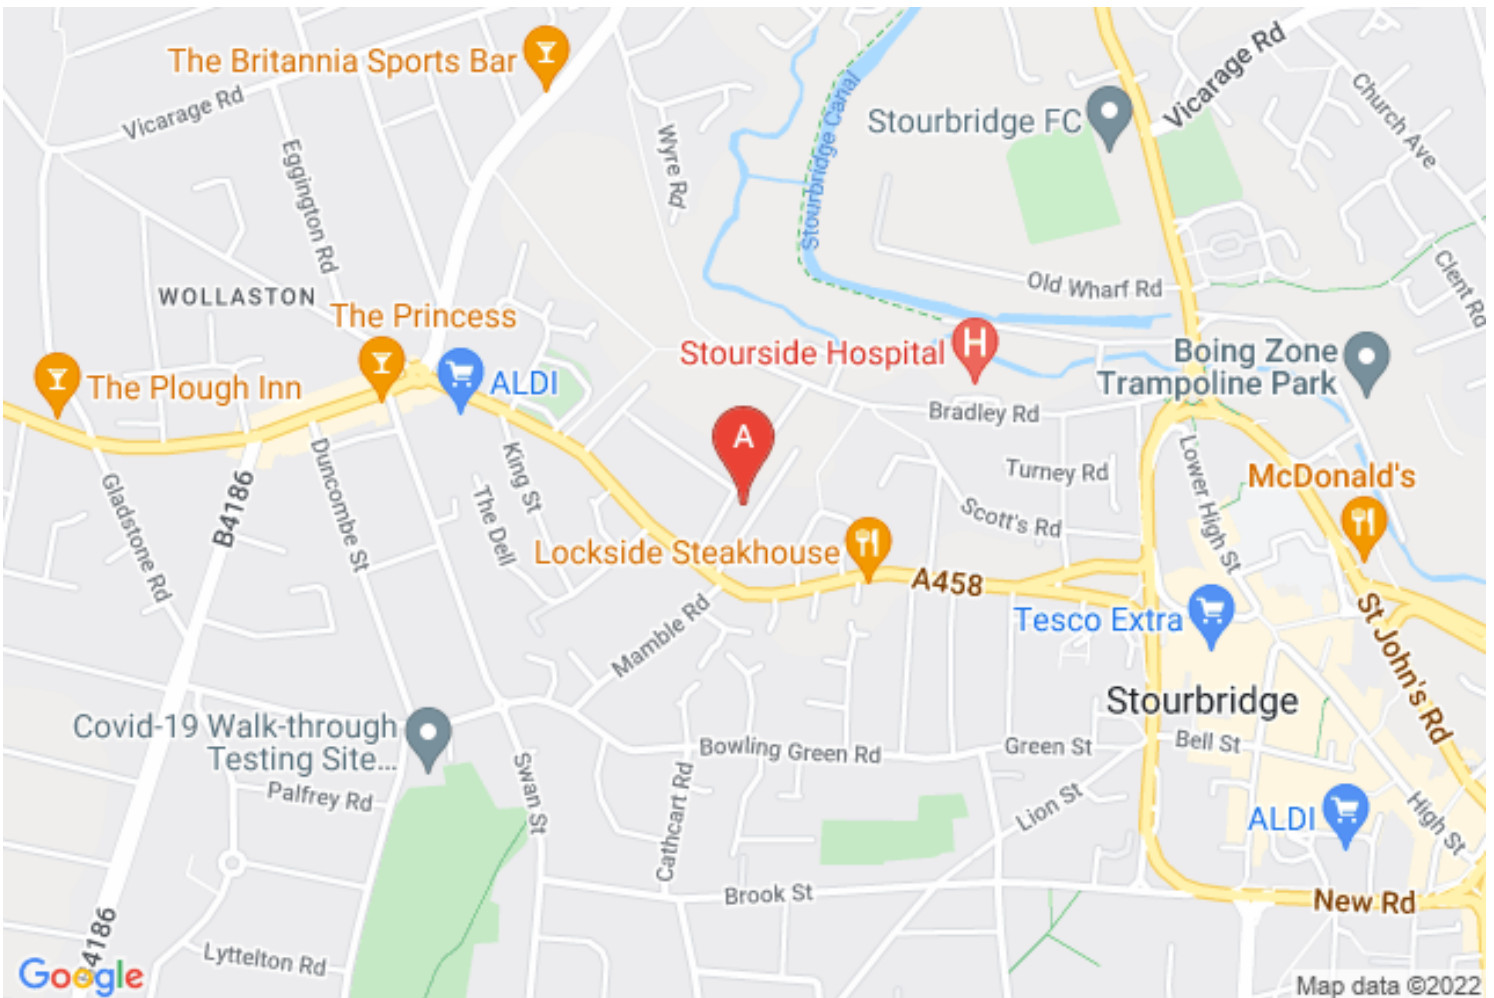 The Britannia Sports Bar
Vicarage Rd
Vicarage Rd
Church Ave
Stourbridge FC
Stourbridge Canal
Wyre Rd
Eggington Rd
Clent Rd
Old Wharf Rd
WOLLASTON
The Princess
Stourside Hospital
Boing Zone
Trampoline Park
The Plough Inn
ALDI
Bradley Rd
A
King St
Duncombe St
Gladstone Rd
B4186
The Dell
Turney Rd
Lower High St
McDonald's
Scott's Rd
Lockside Steakhouse
A458
Tesco Extra
St John's Rd
Mamble Rd
Stourbridge
Covid-19 Walk-through
Testing Site...
Bowling Green Rd
Green St
Bell St
Palfrey Rd
Swan St
Cathcart Rd
Lion St
ALDI
High St
Brook St
New Rd
4186
Lyttelton Rd
Google
Map data ©2022
H